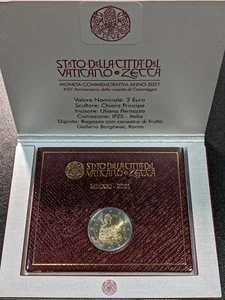 STATO DELLA CITTÀ DEL
VATICANO • ZECCA
MONETA COMMEMORATIVA ANNO 2021
450° Anniversario della nascita di Caravaggio
Valore Nominale: 2 Euro
Scultore: Chiara Principe
Incisore: Uliana Pernazza
Coniazione: IPZS - Italia
Dipinto: Ragazzo con canestro di frutta
Galleria Borghese, Roma
STATO DELLA CITTÀ DEL
VATICANO • ZECCA
MMXXI - 2021